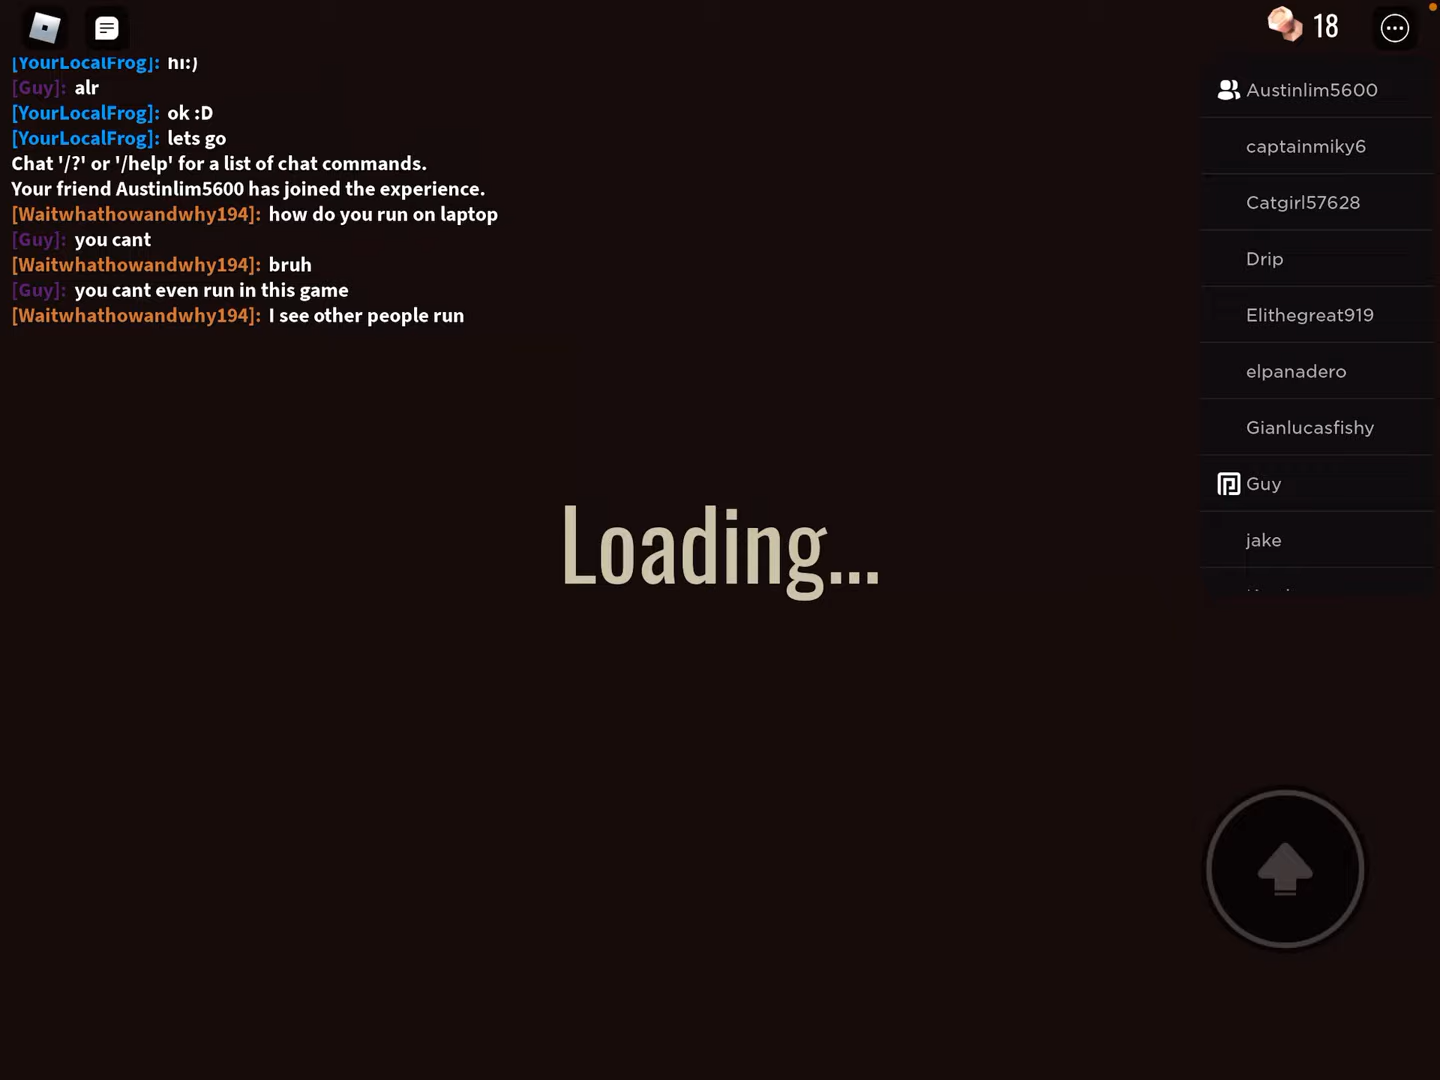 18
[YourLocalFrog]: hi:)
[Guy]: alr
[YourLocalFrog]: ok :D
[YourLocalFrog]: lets go
Chat '/?' or '/help' for a list of chat commands.
Your friend Austinlim5600 has joined the experience.
[Waitwhathowandwhy194]: how do you run on laptop
[Guy]: you cant
[Waitwhathowandwhy194]: bruh
[Guy]: you cant even run in this game
[Waitwhathowandwhy194]: I see other people run
Austinlim5600
captainmiky6
Catgirl57628
Drip
Elithegreat919
elpanadero
Gianlucasfishy
Guy
jake
Loading...